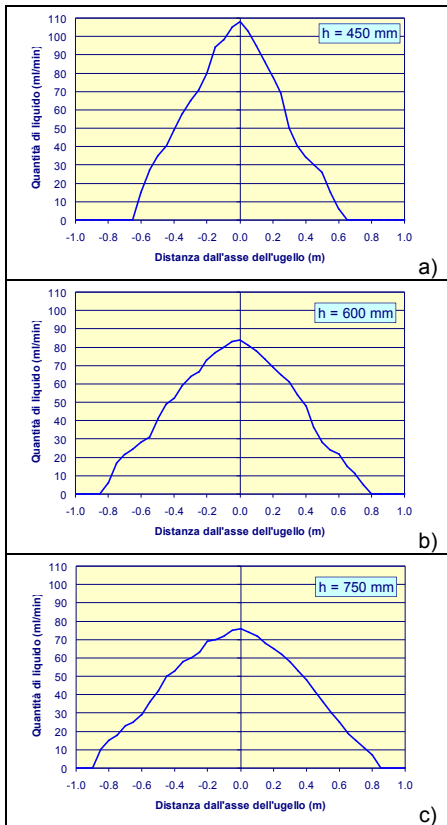 h = 450 mm
Quantità di liquido (ml/min)
110
100
90
80
70
60
50
40
30
20
10
0
-1.0 -0.8 -0.6 -0.4 -0.2 0.0 0.2 0.4 0.6 0.8 1.0
Distanza dall'asse dell'ugello (m)
a)
h = 600 mm
Quantità di liquido (ml/min)
110
100
90
80
70
60
50
40
30
20
10
0
-1.0 -0.8 -0.6 -0.4 -0.2 0.0 0.2 0.4 0.6 0.8 1.0
Distanza dall'asse dell'ugello (m)
b)
h = 750 mm
Quantità di liquido (ml/min)
110
100
90
80
70
60
50
40
30
20
10
0
-1.0 -0.8 -0.6 -0.4 -0.2 0.0 0.2 0.4 0.6 0.8 1.0
Distanza dall'asse dell'ugello (m)
c)